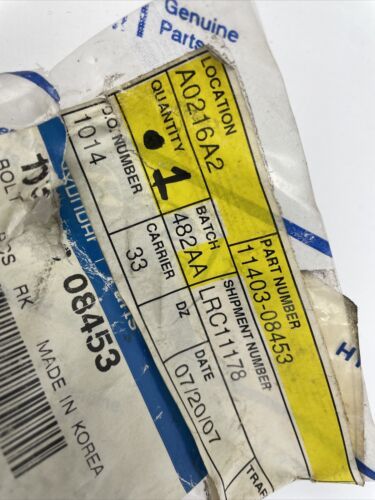 Genuine
Parts
LOCATION
A0216A2
PART NUMBER
11403-08453
QUANTITY
1
BATCH
482AA
SHIPMENT NUMBER
LRC11178
D.O. NUMBER
1014
CARRIER
33
DZ
DATE
07/20/07
08453
MADE IN KOREA
RK